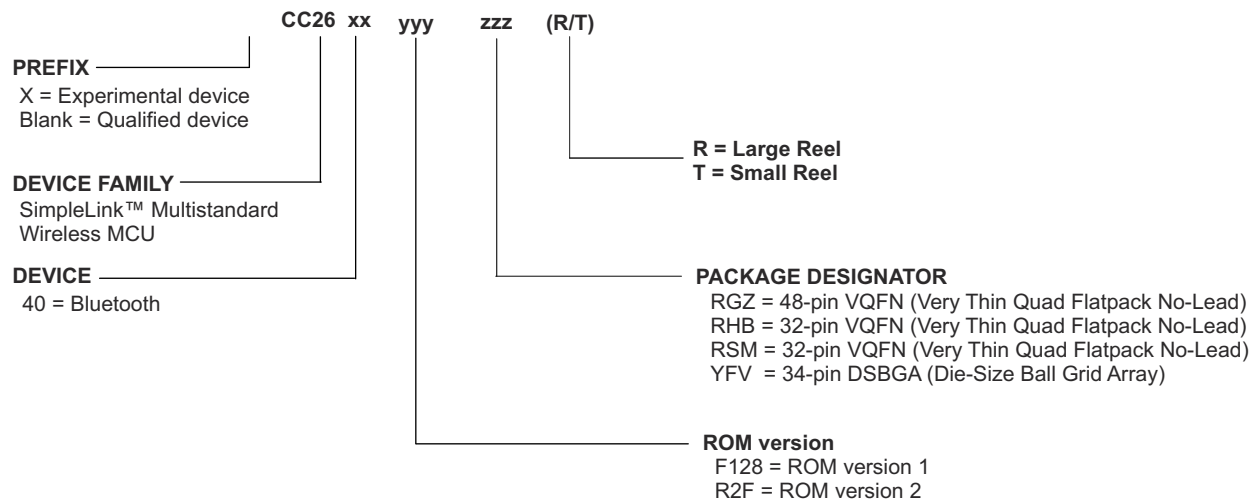 CC26 xx yyy zzz (R/T)
PREFIX
X = Experimental device
Blank = Qualified device
R = Large Reel
T = Small Reel
DEVICE FAMILY
SimpleLink™ Multistandard
Wireless MCU
DEVICE
40 = Bluetooth
PACKAGE DESIGNATOR
RGZ = 48-pin VQFN (Very Thin Quad Flatpack No-Lead)
RHB = 32-pin VQFN (Very Thin Quad Flatpack No-Lead)
RSM = 32-pin VQFN (Very Thin Quad Flatpack No-Lead)
YFV = 34-pin DSBGA (Die-Size Ball Grid Array)
ROM version
F128 = ROM version 1
R2F = ROM version 2